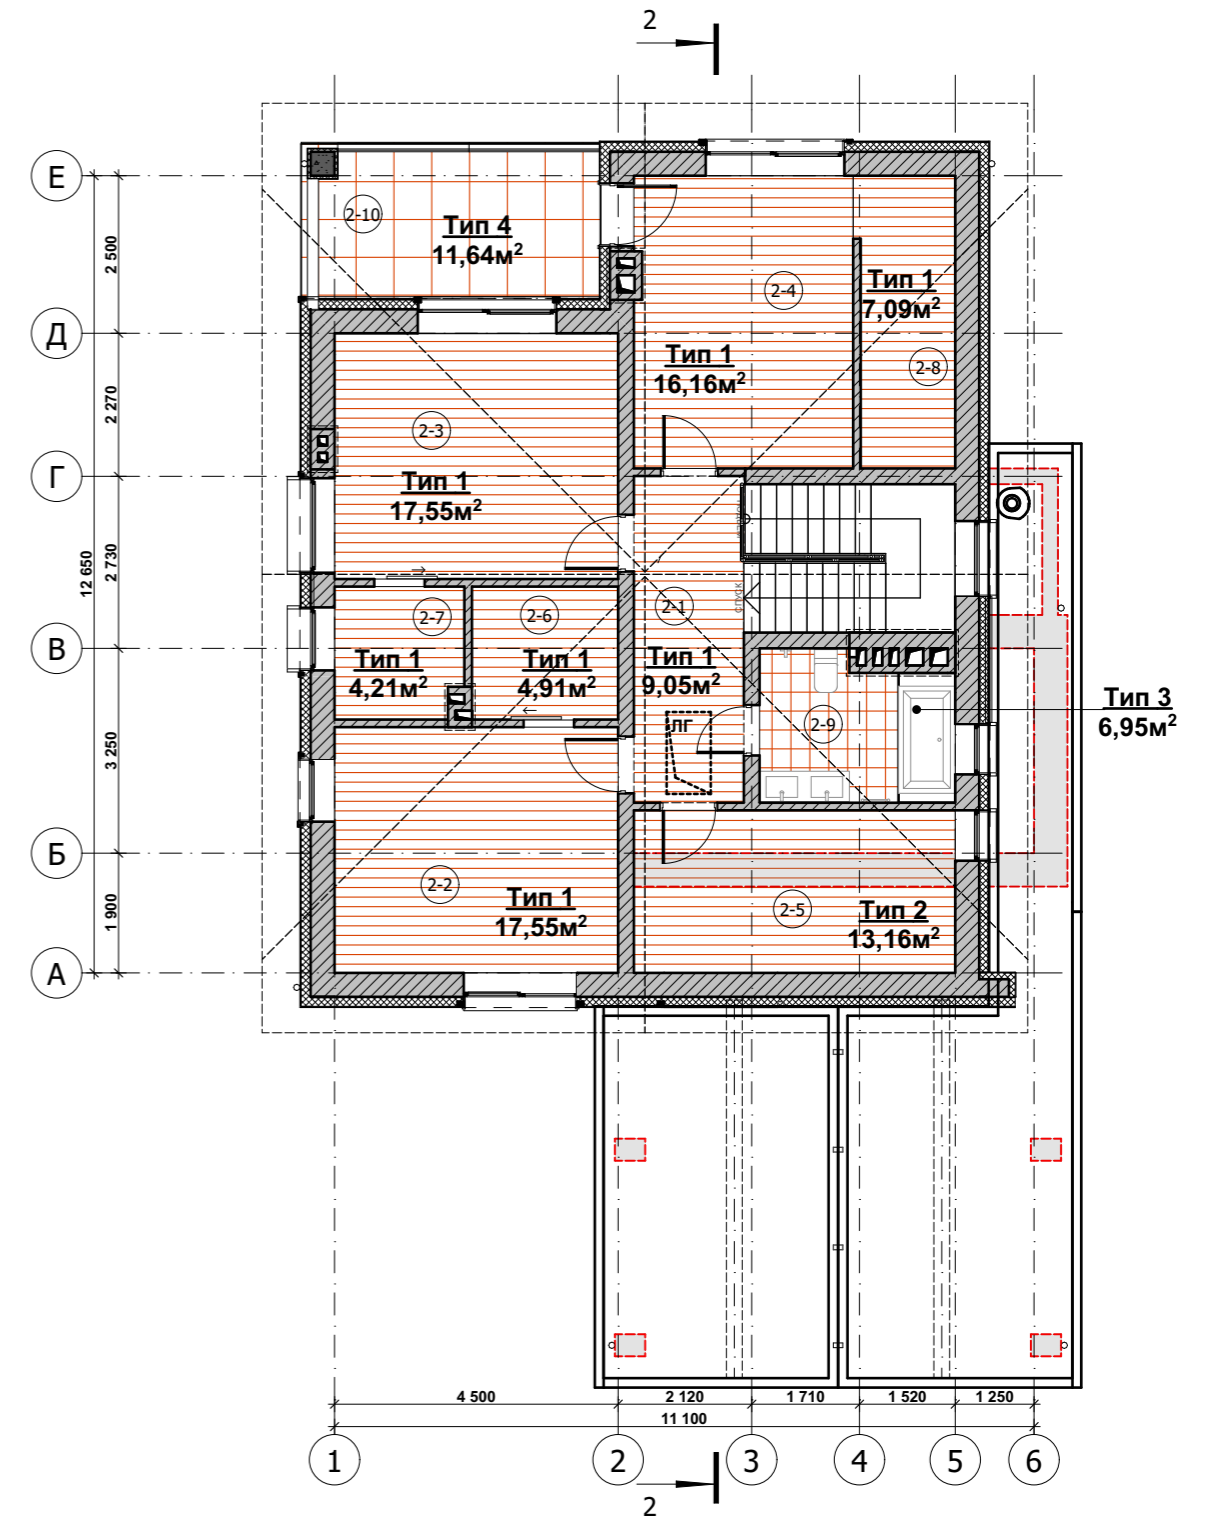 2
Е
2-10
Тип 4
11,64м²
2 500
2-4
Тип 1
7,09м²
Д
Тип 1
16,16м²
2-8
2 270
2-3
Г
Тип 1
17,55м²
12 650
2 730
спуск
2-1
2-7
2-6
В
Тип 1
4,21м²
Тип 1
4,91м²
Тип 1
9,05м²
Тип 3
6,95м²
ЛГ
2-9
3 250
Б
2-2
Тип 1
17,55м²
2-5
Тип 2
13,16м²
1 900
А
4 500
2 120
1 710
1 520
1 250
11 100
1
2
3
4
5
6
2